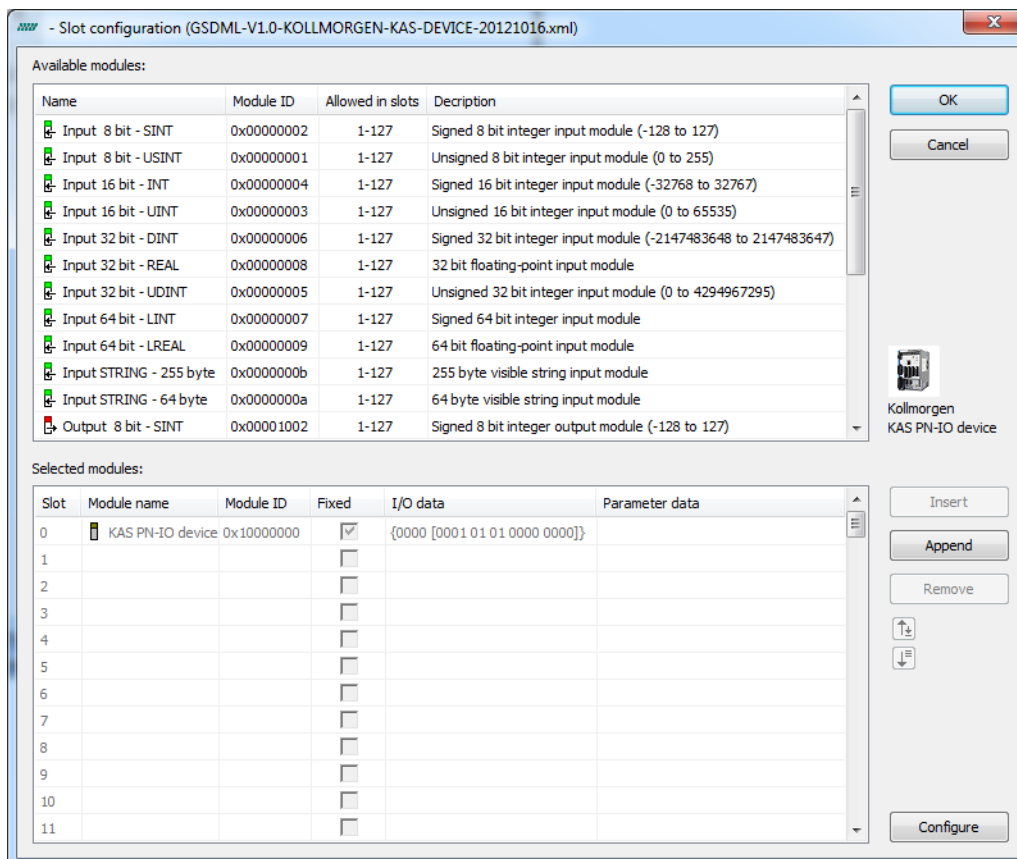 - Slot configuration (GSDML-V1.0-KOLLMORGEN-KAS-DEVICE-20121016.xml)
Available modules:
Name Module ID Allowed in slots Decription
Input 8 bit - SINT 0x00000002 1-127 Signed 8 bit integer input module (-128 to 127)
Input 8 bit - USINT 0x00000001 1-127 Unsigned 8 bit integer input module (0 to 255)
Input 16 bit - INT 0x00000004 1-127 Signed 16 bit integer input module (-32768 to 32767)
Input 16 bit - UINT 0x00000003 1-127 Unsigned 16 bit integer input module (0 to 65535)
Input 32 bit - DINT 0x00000006 1-127 Signed 32 bit integer input module (-2147483648 to 2147483647)
Input 32 bit - REAL 0x00000008 1-127 32 bit floating-point input module
Input 32 bit - UDINT 0x00000005 1-127 Unsigned 32 bit integer input module (0 to 4294967295)
Input 64 bit - LINT 0x00000007 1-127 Signed 64 bit integer input module
Input 64 bit - LREAL 0x00000009 1-127 64 bit floating-point input module
Input STRING - 255 byte 0x0000000b 1-127 255 byte visible string input module
Input STRING - 64 byte 0x0000000a 1-127 64 byte visible string input module
Output 8 bit - SINT 0x00001002 1-127 Signed 8 bit integer output module (-128 to 127)
OK
Cancel
Kollmorgen
KAS PN-IO device
Selected modules:
Slot Module name Module ID Fixed I/O data Parameter data
0 KAS PN-IO device 0x10000000 {0000 [0001 01 01 0000 0000]}
1
2
3
4
5
6
7
8
9
10
11
Insert
Append
Remove
Configure